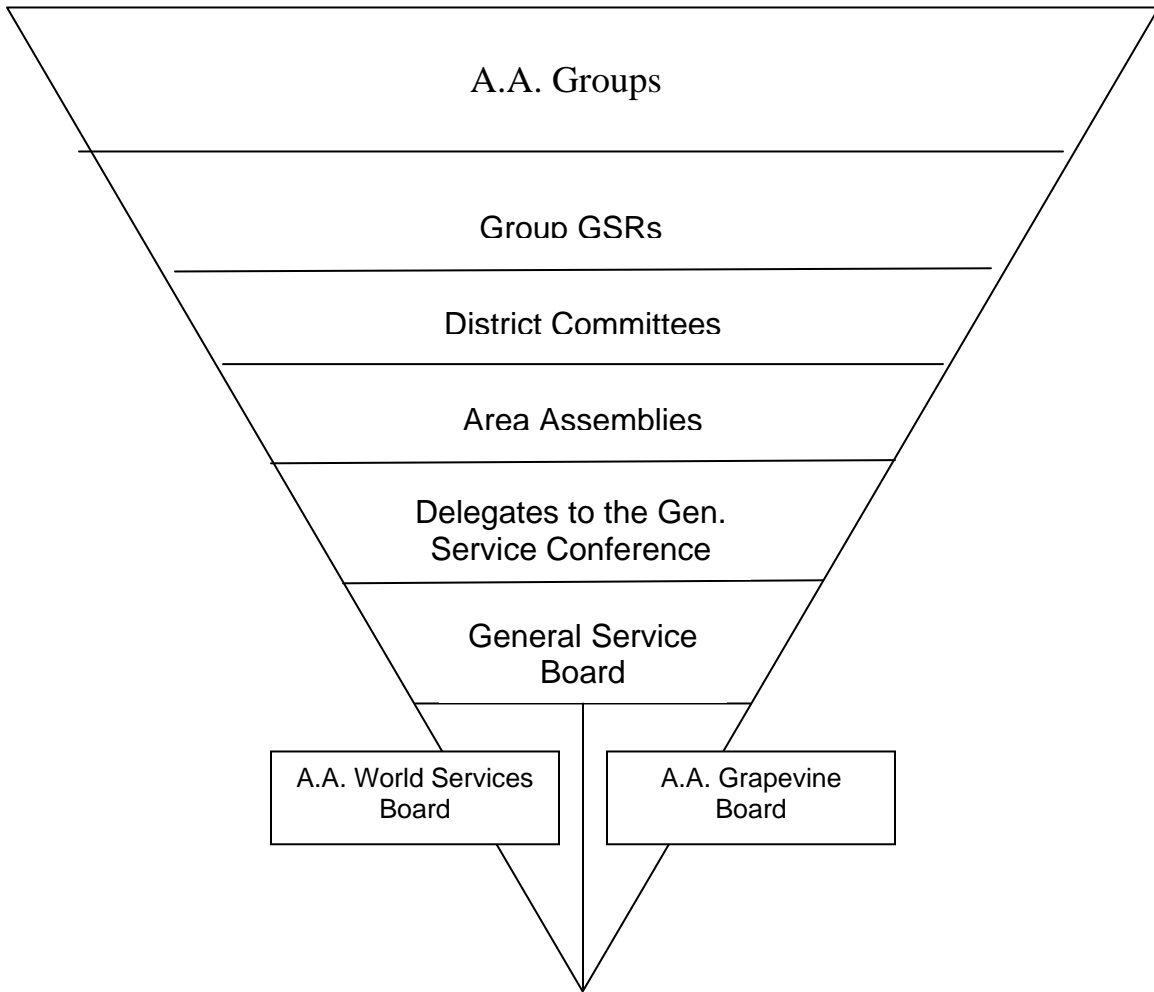 A.A. Groups
Group GSRs
District Committees
Area Assemblies
Delegates to the Gen.
Service Conference
General Service
Board
A.A. World Services
Board
A.A. Grapevine
Board